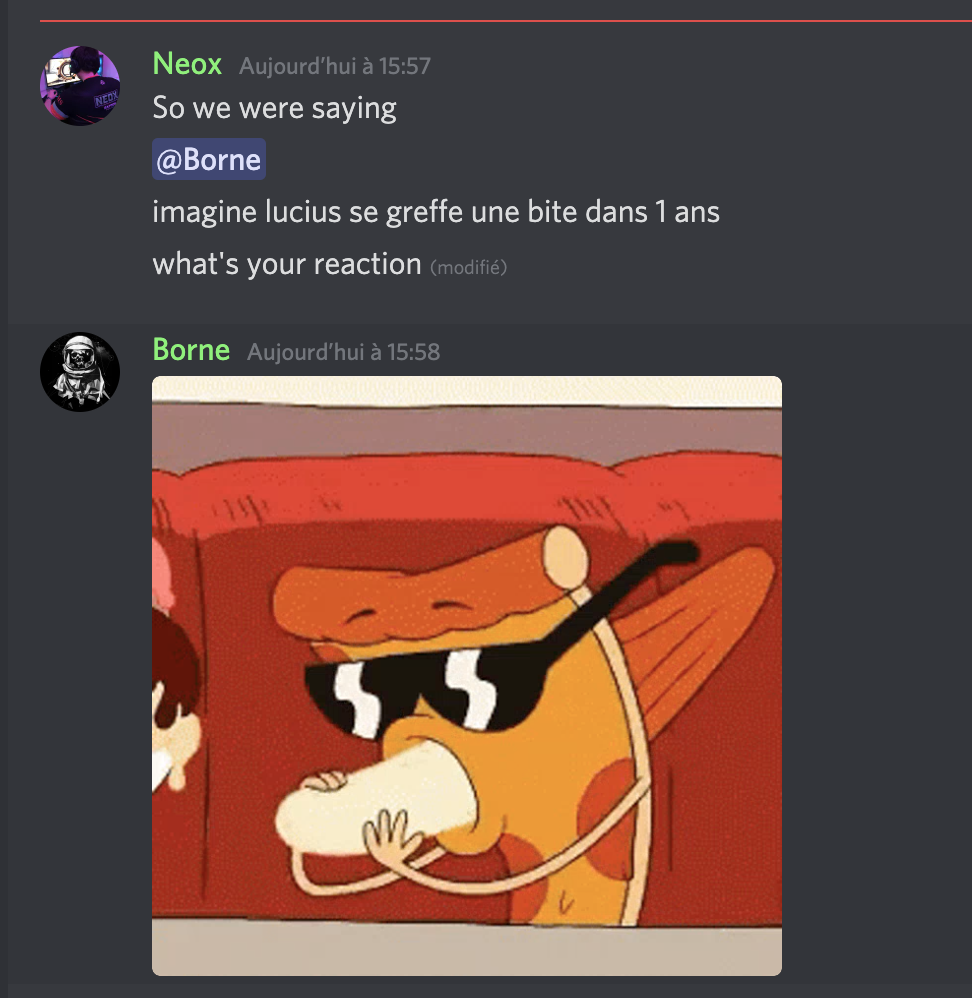 Neox Aujourd'hui à 15:57
So we were saying
@Borne
imagine lucius se greffe une bite dans 1 ans
what's your reaction (modifié)
Borne Aujourd'hui à 15:58
NEOX